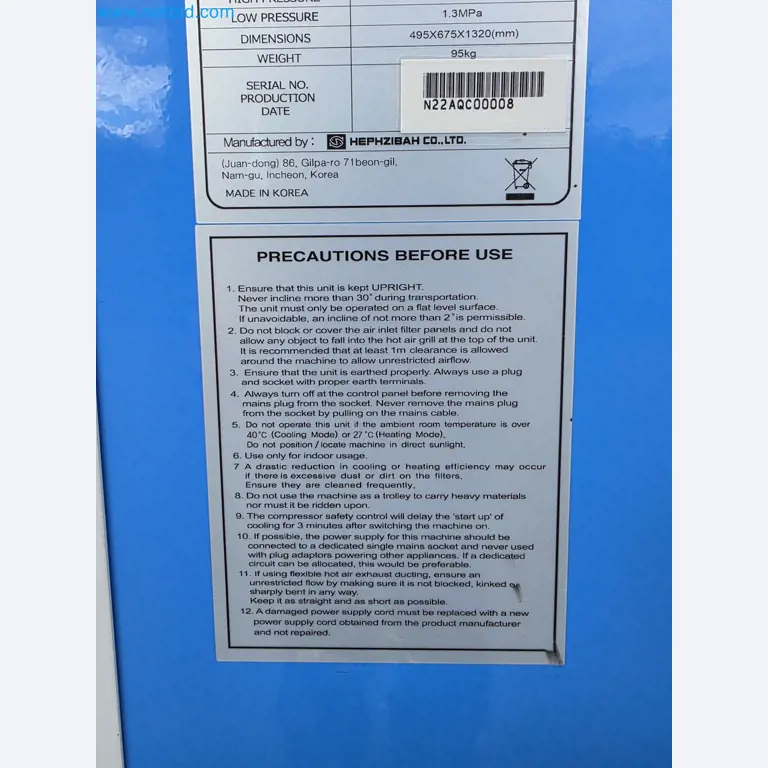 HIGH PRESSURE
LOW PRESSURE 1.3MPa
DIMENSIONS 495X675X1320(mm)
WEIGHT 95kg
SERIAL NO.
PRODUCTION
DATE
N22AQC00008
Manufactured by : HEPHZIBAH CO.,LTD.
(Juan-dong) 86, Gilpa-ro 71beon-gil,
Nam-gu, Incheon, Korea
MADE IN KOREA
PRECAUTIONS BEFORE USE
1. Ensure that this unit is kept UPRIGHT.
Never incline more than 30° during transportation.
The unit must only be operated on a flat level surface.
If unavoidable, an incline of not more than 2° is permissible.
2. Do not block or cover the air inlet filter panels and do not
allow any object to fall into the hot air grill at the top of the unit.
It is recommended that at least 1m clearance is allowed
around the machine to allow unrestricted airflow.
3. Ensure that the unit is earthed properly. Always use a plug
and socket with proper earth terminals.
4. Always turn off at the control panel before removing the
mains plug from the socket. Never remove the mains plug
from the socket by pulling on the mains cable.
5. Do not operate this unit if the ambient room temperature is over
40°C (Cooling Mode) or 27°C (Heating Mode),
Do not position/locate machine in direct sunlight,
6. Use only for indoor usage.
7 A drastic reduction in cooling or heating efficiency may occur
if there is excessive dust or dirt on the filters,
Ensure they are cleaned frequently,
8. Do not use the machine as a trolley to carry heavy materials
nor must it be ridden upon.
9. The compressor safety control will delay the 'start up' of
cooling for 3 minutes after switching the machine on.
10. If possible, the power supply for this machine should be
connected to a dedicated single mains socket and never used
with plug adaptors powering other appliances. If a dedicated
circuit can be allocated, this would be preferable.
11. If using flexible hot air exhaust ducting, ensure an
unrestricted flow by making sure it is not blocked, kinked or
sharply bent in any way.
Keep it as straight and as short as possible.
12. A damaged power supply cord must be replaced with a new
power supply cord obtained from the product manufacturer
and not repaired.